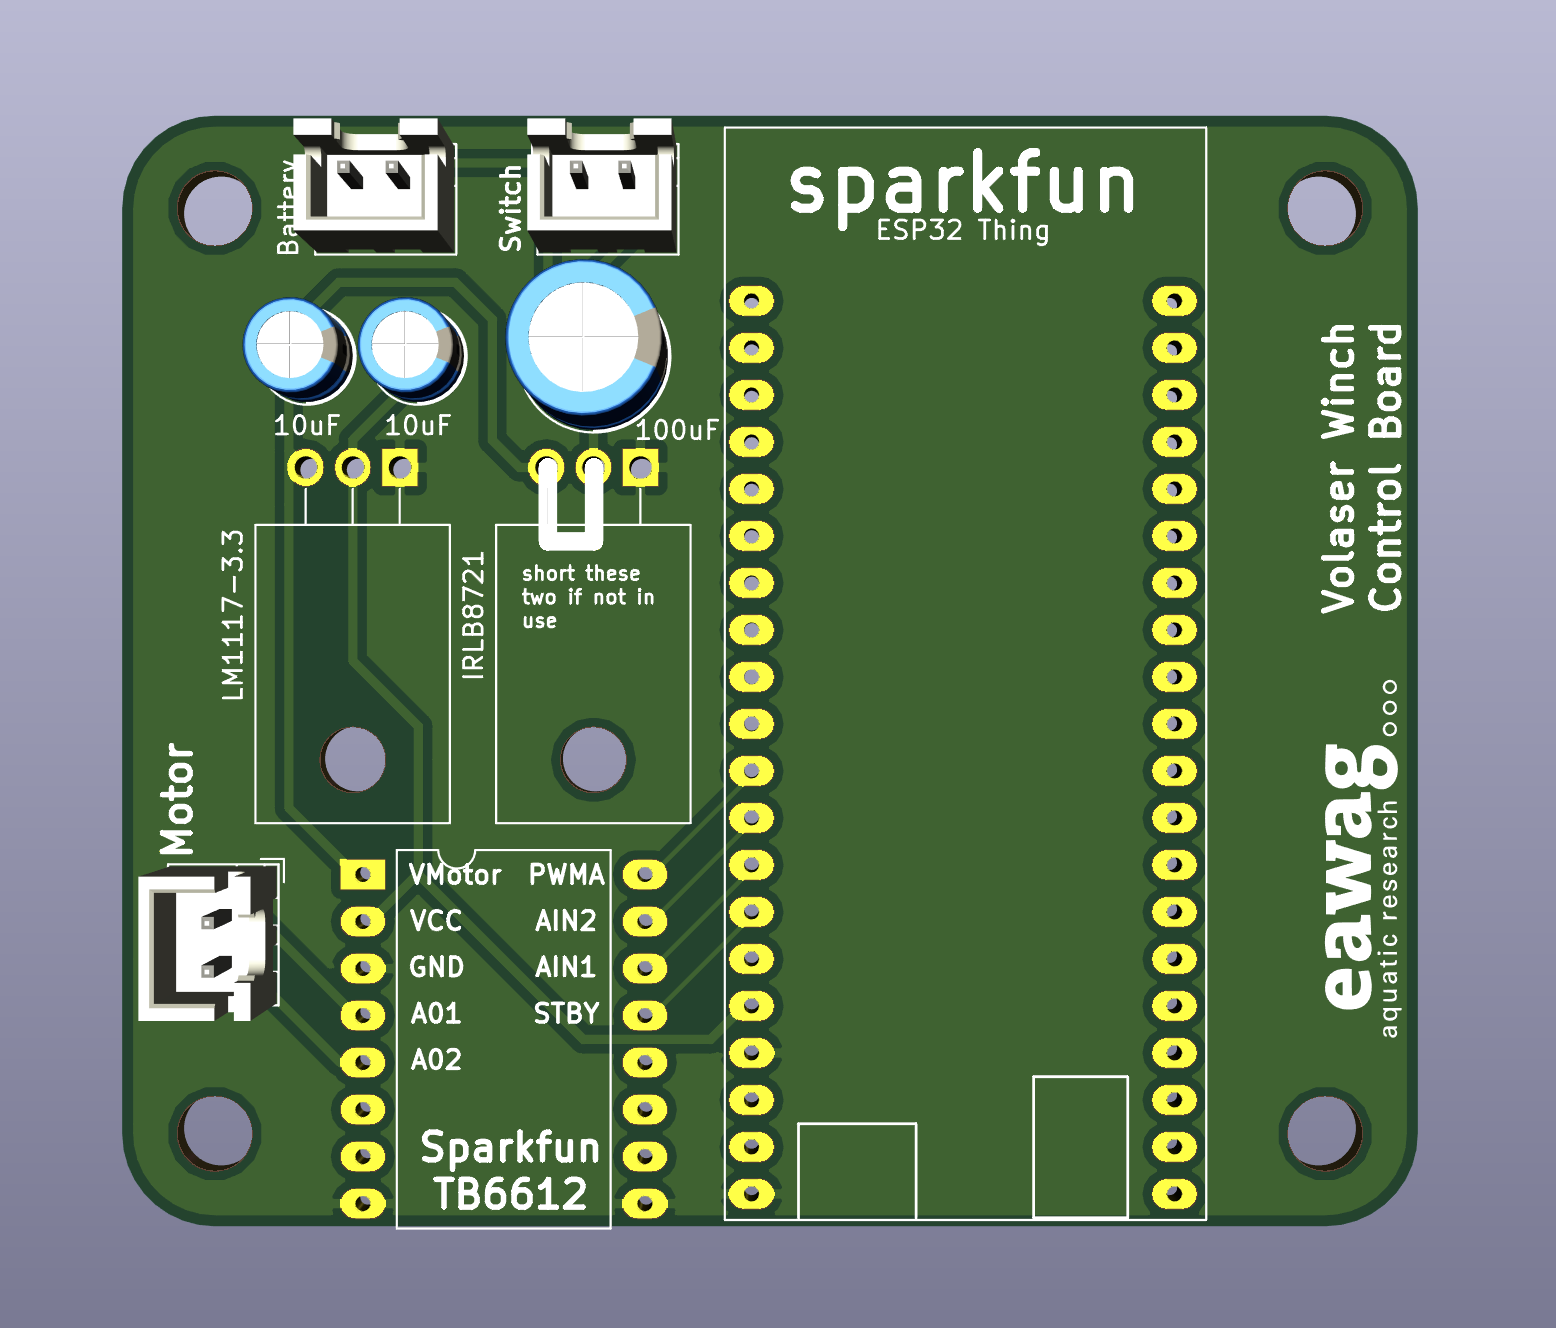 Battery
Switch
sparkfun
ESP32 Thing
10uF
10uF
100uF
LM1117-3.3
IRLB8721
short these
two if not in
use
Volaser Winch
Control Board
Motor
VMotor PWMA
VCC AIN2
GND AIN1
A01 STBY
A02
Sparkfun
TB6612
eawag
aquatic research